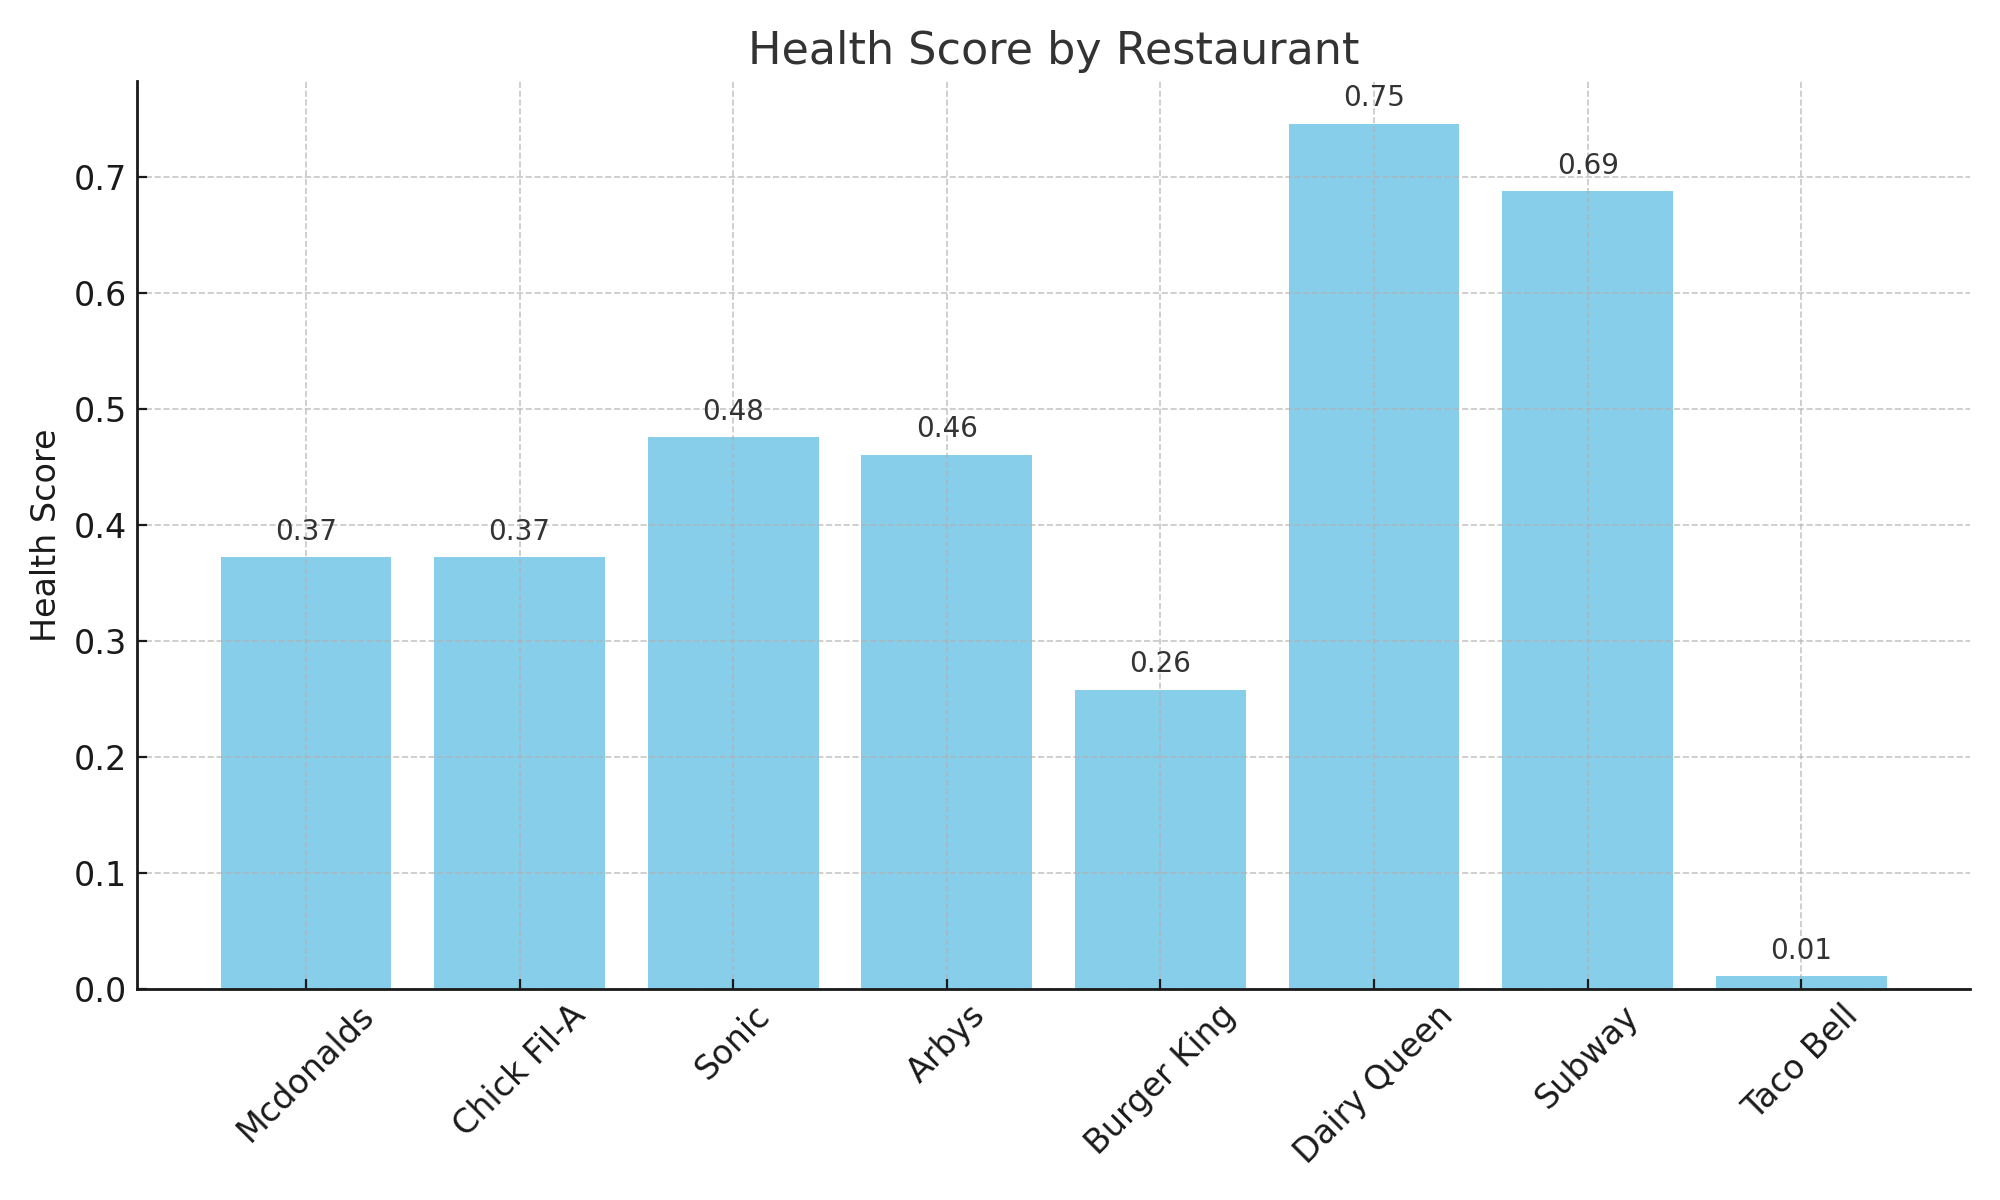 Health Score by Restaurant
Health Score
0.7
0.6
0.5
0.4
0.3
0.2
0.1
0.0
0.37
0.37
0.48
0.46
0.26
0.75
0.69
0.01
Mcdonalds
Chick Fil-A
Sonic
Arbys
Burger King
Dairy Queen
Subway
Taco Bell